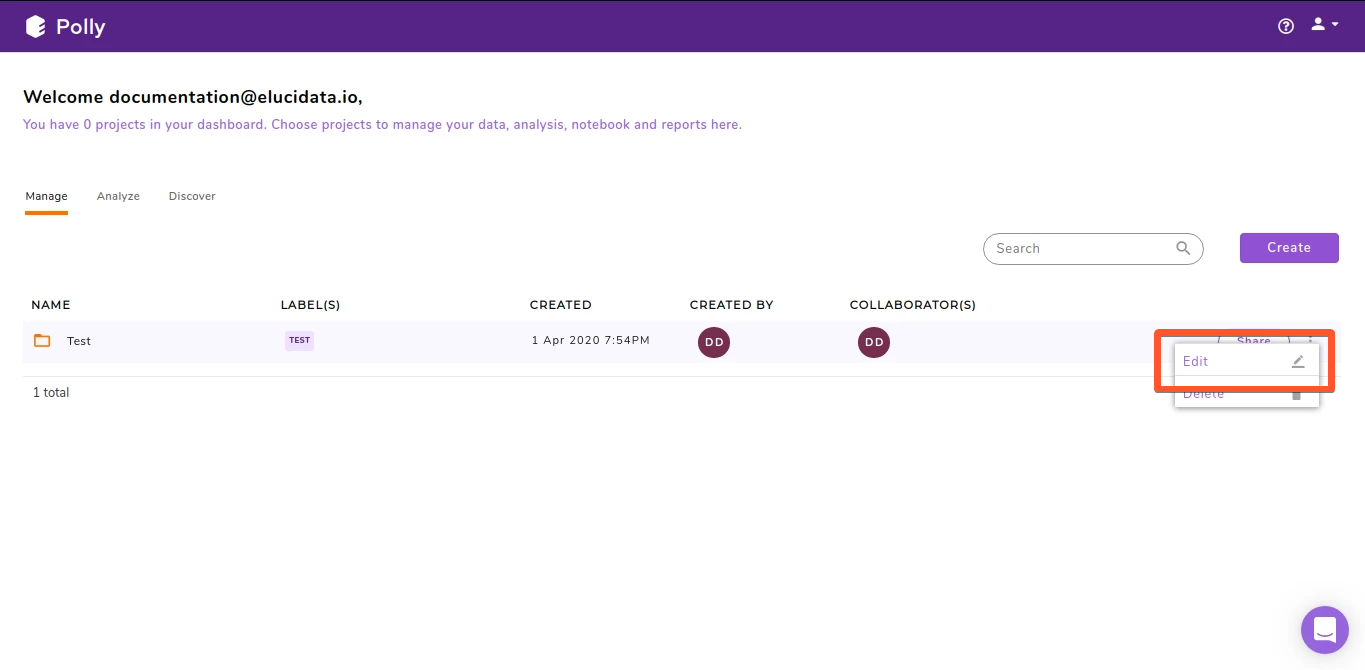 Polly
Welcome documentation@elucidata.io,
You have 0 projects in your dashboard. Choose projects to manage your data, analysis, notebook and reports here.
Manage Analyze Discover
Search Create
NAME LABEL(S) CREATED CREATED BY COLLABORATOR(S)
Test TEST 1 Apr 2020 7:54PM DD DD Share
Edit
Delete
1 total